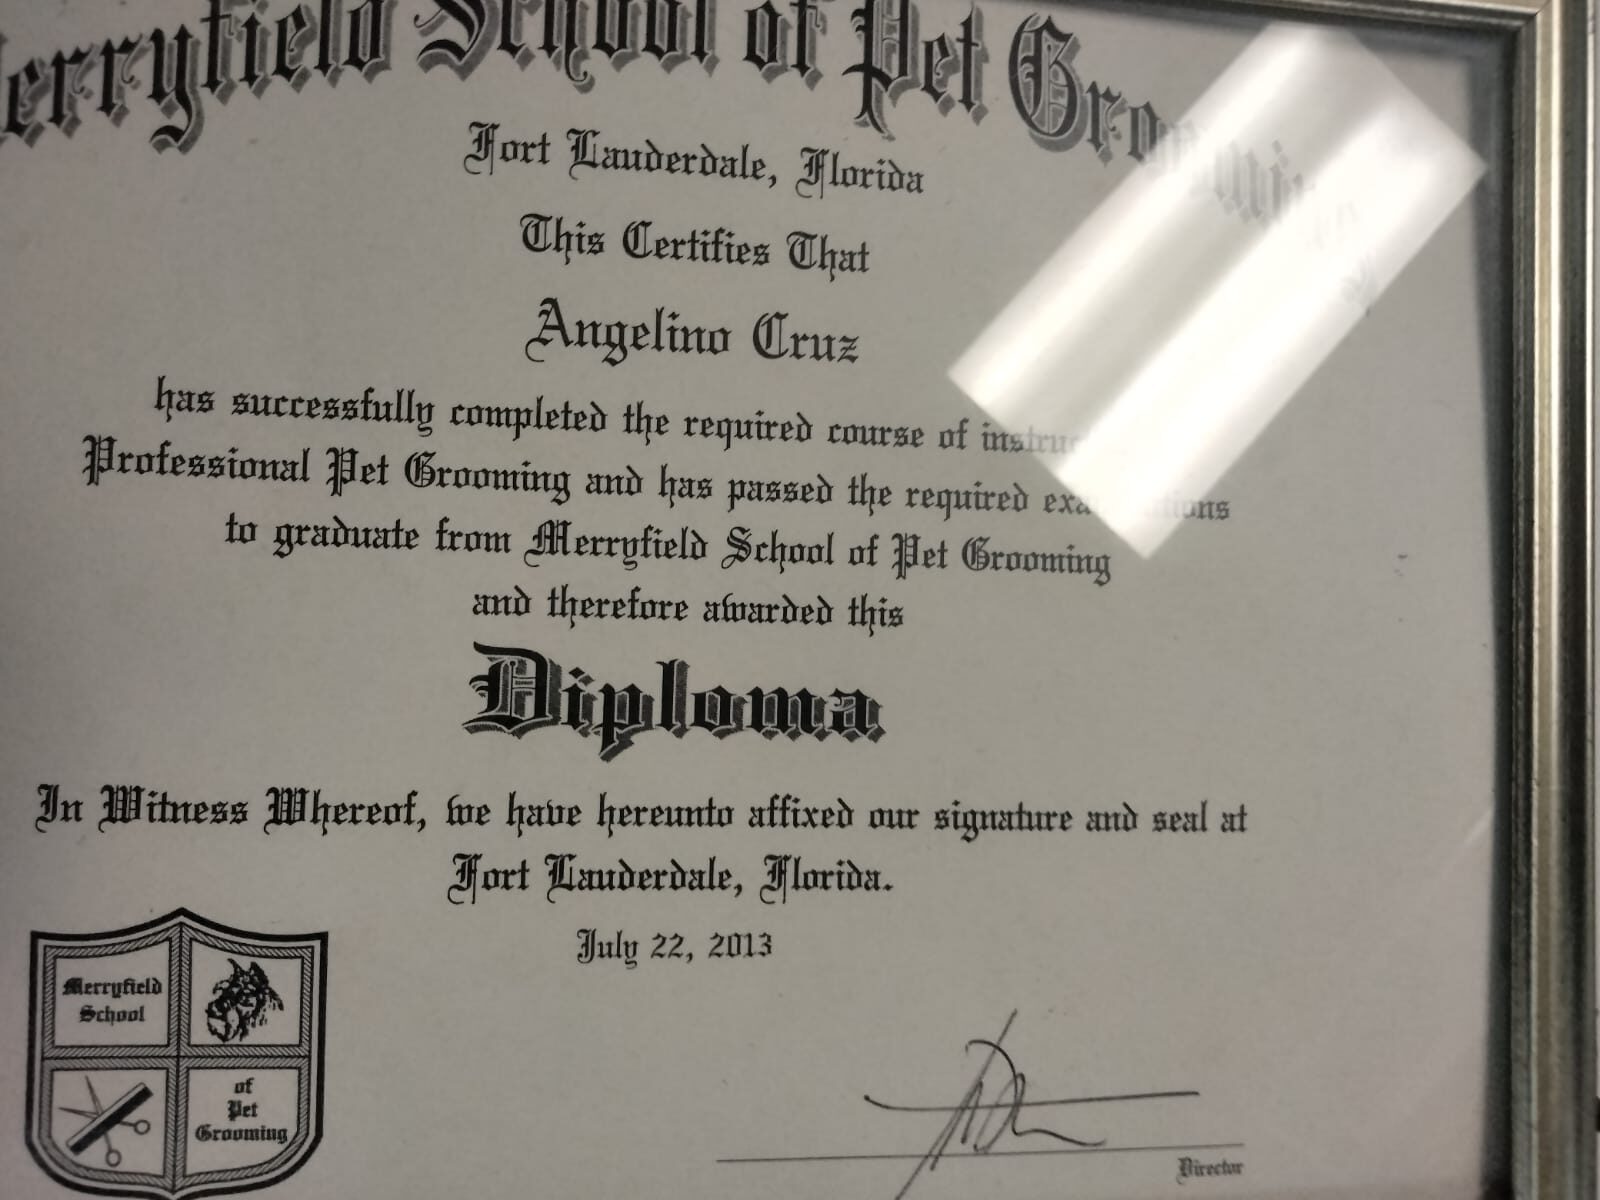 Merryfield School of Pet Grooming
Fort Lauderdale, Florida
This Certifies That
Angelino Cruz
has successfully completed the required course of
Professional Pet Grooming and has passed the required
to graduate from Merryfield School of Pet Grooming
and therefore awarded this
Diploma
In Witness Whereof, we have hereunto affixed our signature and seal at
Fort Lauderdale, Florida.
July 22, 2013
Merryfield
School
of
Pet
Grooming
Director